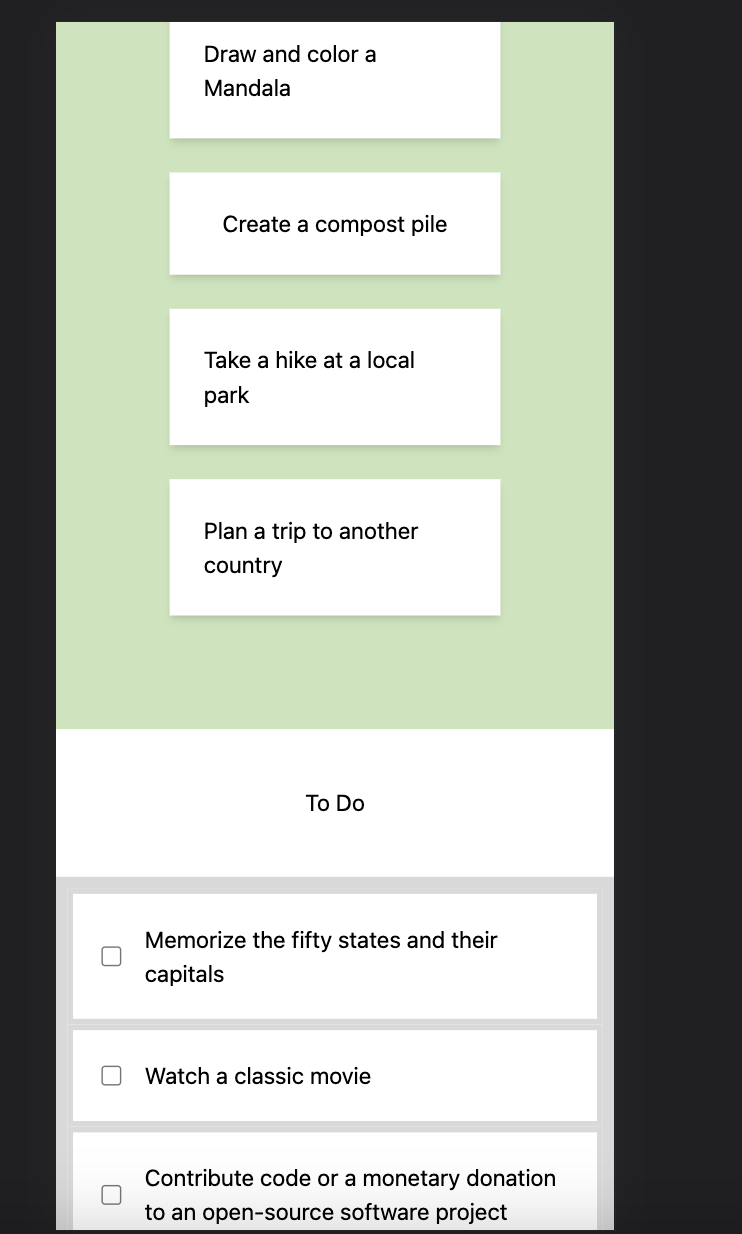 Draw and color a
Mandala
Create a compost pile
Take a hike at a local
park
Plan a trip to another
country
To Do
Memorize the fifty states and their
capitals
Watch a classic movie
Contribute code or a monetary donation
to an open-source software project